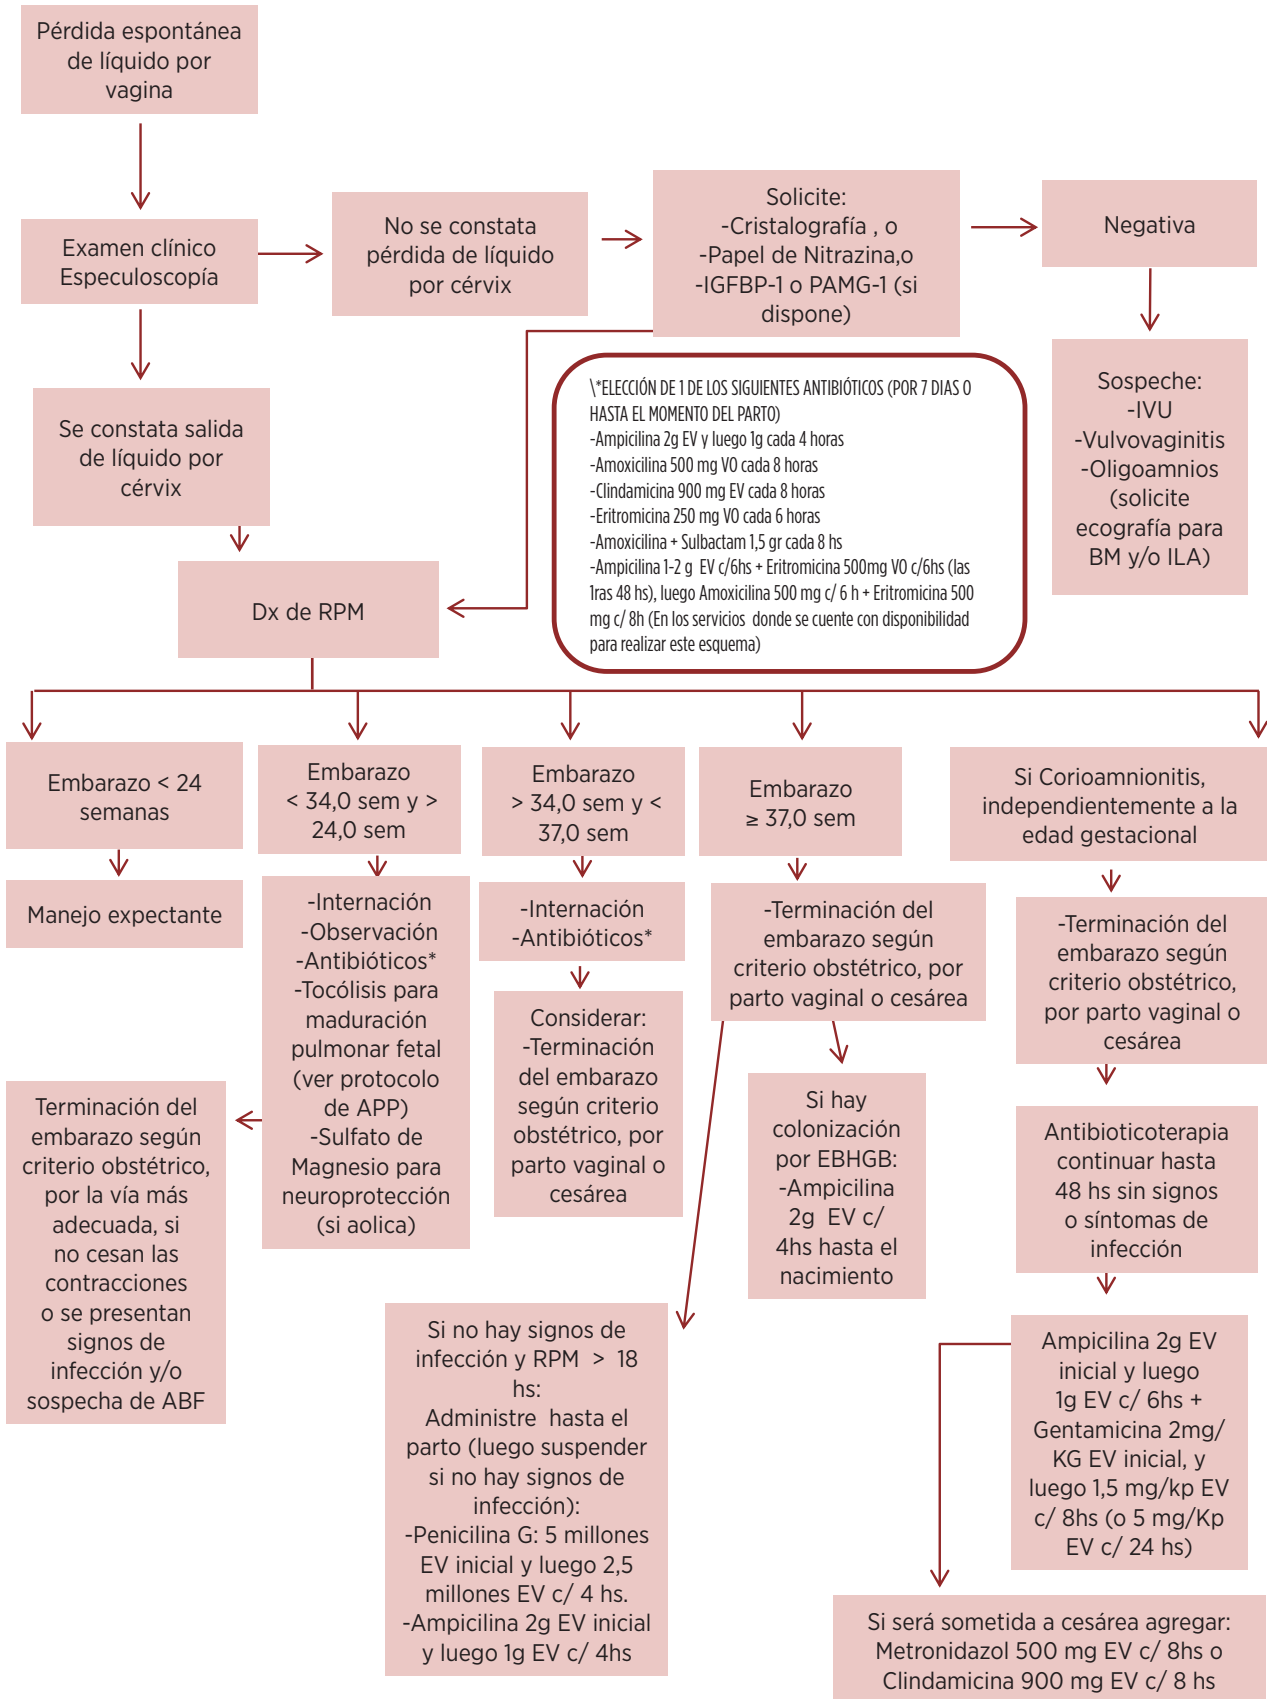 Pérdida espontánea
de líquido por
vagina
Examen clínico
Especuloscopía
No se constata
pérdida de líquido
por cérvix
Solicite:
-Cristalografía , o
-Papel de Nitrazina,o
-IGFBP-1 o PAMG-1 (si
dispone)
Negativa
Sospeche:
-IVU
-Vulvovaginitis
-Oligoamnios
(solicite
ecografía para
BM y/o ILA)
Se constata salida
de líquido por
cérvix
\*ELECCIÓN DE 1 DE LOS SIGUIENTES ANTIBIÓTICOS (POR 7 DIAS O
HASTA EL MOMENTO DEL PARTO)
-Ampicilina 2g EV y luego 1g cada 4 horas
-Amoxicilina 500 mg VO cada 8 horas
-Clindamicina 900 mg EV cada 8 horas
-Eritromicina 250 mg VO cada 6 horas
-Amoxicilina + Sulbactam 1,5 gr cada 8 hs
-Ampicilina 1-2 g EV c/6hs + Eritromicina 500mg VO c/6hs (las
1ras 48 hs), luego Amoxicilina 500 mg c/ 6 h + Eritromicina 500
mg c/ 8h (En los servicios donde se cuente con disponibilidad
para realizar este esquema)
Dx de RPM
Embarazo < 24
semanas
Manejo expectante
Embarazo
< 34,0 sem y >
24,0 sem
-Internación
-Observación
-Antibióticos*
-Tocólisis para
maduración
pulmonar fetal
(ver protocolo
de APP)
-Sulfato de
Magnesio para
neuroprotección
(si aolica)
Terminación del
embarazo según
criterio obstétrico,
por la vía más
adecuada, si
no cesan las
contracciones
o se presentan
signos de
infección y/o
sospecha de ABF
Embarazo
> 34,0 sem y <
37,0 sem
-Internación
-Antibióticos*
Considerar:
-Terminación
del embarazo
según criterio
obstétrico, por
parto vaginal o
cesárea
Embarazo
≥ 37,0 sem
-Terminación del
embarazo según
criterio obstétrico, por
parto vaginal o cesárea
Si hay
colonización
por EBHGB:
-Ampicilina
2g EV c/
4hs hasta el
nacimiento
Si no hay signos de
infección y RPM > 18
hs:
Administre hasta el
parto (luego suspender
si no hay signos de
infección):
-Penicilina G: 5 millones
EV inicial y luego 2,5
millones EV c/ 4 hs.
-Ampicilina 2g EV inicial
y luego 1g EV c/ 4hs
Si Corioamnionitis,
independientemente a la
edad gestacional
-Terminación del
embarazo según
criterio obstétrico,
por parto vaginal o
cesárea
Antibioticoterapia
continuar hasta
48 hs sin signos
o síntomas de
infección
Ampicilina 2g EV
inicial y luego
1g EV c/ 6hs +
Gentamicina 2mg/
KG EV inicial, y
luego 1,5 mg/kp EV
c/ 8hs (o 5 mg/Kp
EV c/ 24 hs)
Si será sometida a cesárea agregar:
Metronidazol 500 mg EV c/ 8hs o
Clindamicina 900 mg EV c/ 8 hs